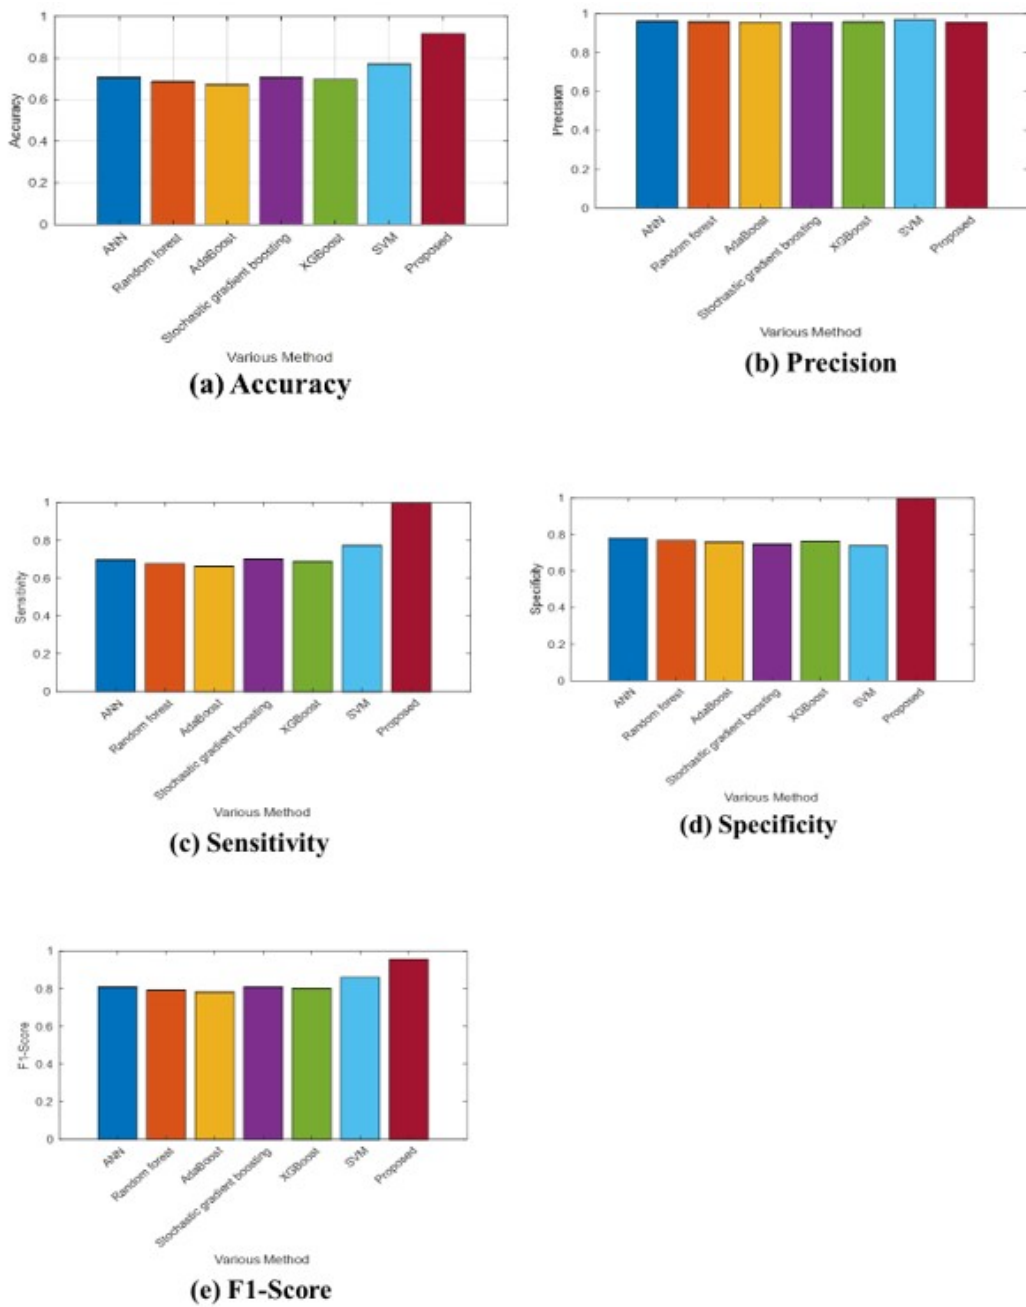 1
0.8
0.6
0.4
0.2
0
Accuracy
ANN
Random forest
AdaBoost
Stochastic gradient boosting
XGBoost
SVM
Proposed
Various Method
(a) Accuracy
1
0.8
0.6
0.4
0.2
0
Precision
ANN
Random forest
AdaBoost
Stochastic gradient boosting
XGBoost
SVM
Proposed
Various Method
(b) Precision
1
0.8
0.6
0.4
0.2
0
Sensitivity
ANN
Random forest
AdaBoost
Stochastic gradient boosting
XGBoost
SVM
Proposed
Various Method
(c) Sensitivity
1
0.8
0.6
0.4
0.2
0
Specificity
ANN
Random forest
AdaBoost
Stochastic gradient boosting
XGBoost
SVM
Proposed
Various Method
(d) Specificity
1
0.8
0.6
0.4
0.2
0
F1-Score
ANN
Random forest
AdaBoost
Stochastic gradient boosting
XGBoost
SVM
Proposed
Various Method
(e) F1-Score